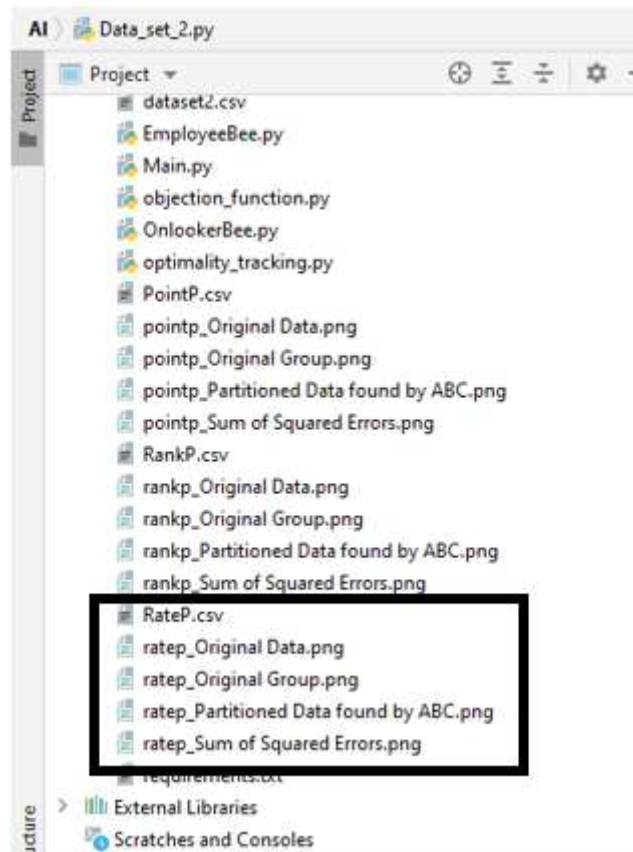 AI Data_set_2.py
Project
Project
dataset2.csv
EmployeeBee.py
Main.py
objection_function.py
OnlookerBee.py
optimality_tracking.py
PointP.csv
pointp_Original Data.png
pointp_Original Group.png
pointp_Partitioned Data found by ABC.png
pointp_Sum of Squared Errors.png
RankP.csv
rankp_Original Data.png
rankp_Original Group.png
rankp_Partitioned Data found by ABC.png
rankp_Sum of Squared Errors.png
RateP.csv
ratep_Original Data.png
ratep_Original Group.png
ratep_Partitioned Data found by ABC.png
ratep_Sum of Squared Errors.png
requirements.txt
External Libraries
Scratches and Consoles
ucture